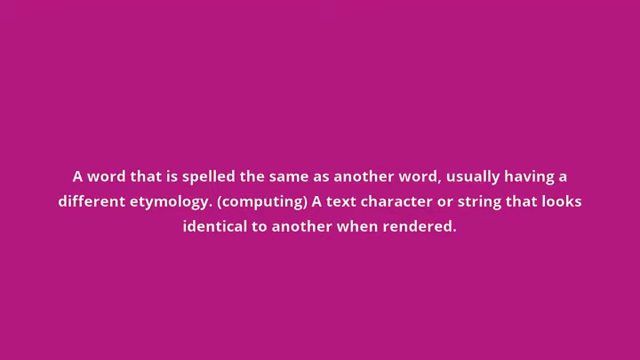 A word that is spelled the same as another word, usually having a
different etymology. (computing) A text character or string that looks
identical to another when rendered.